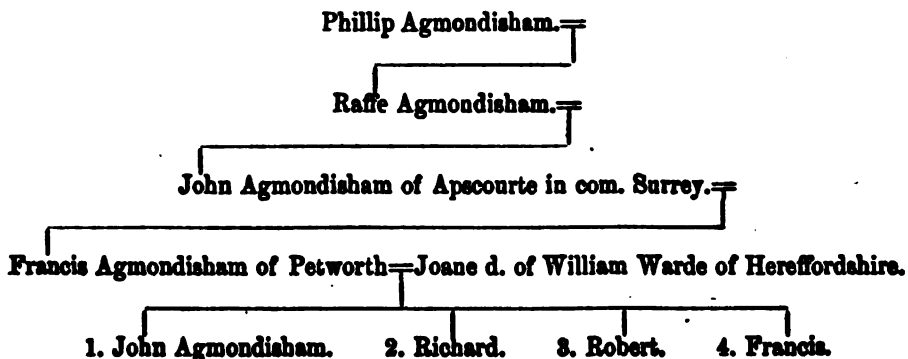 Phillip Agmondisham.=
Raffe Agmondisham.=
John Agmondisham of Apscourte in com. Surrey.=
Francis Agmondisham of Petworth=Joane d. of William Warde of Hereffordshire.
1. John Agmondisham. 2. Richard. 3. Robert. 4. Francis.